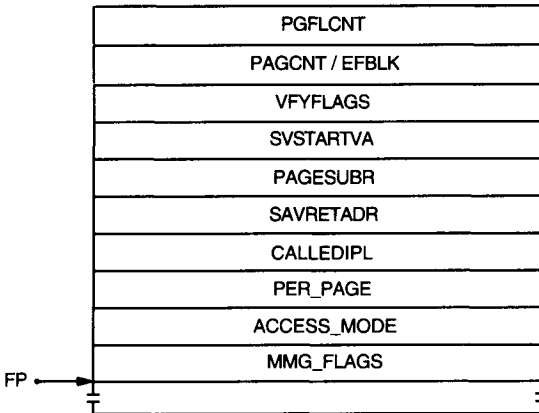 PGFLCNT
PAGCNT / EFBLK
VFYFLAGS
SVSTARTVA
PAGESUBR
SAVRETADR
CALLEDIPL
PER_PAGE
ACCESS_MODE
MMG_FLAGS
FP